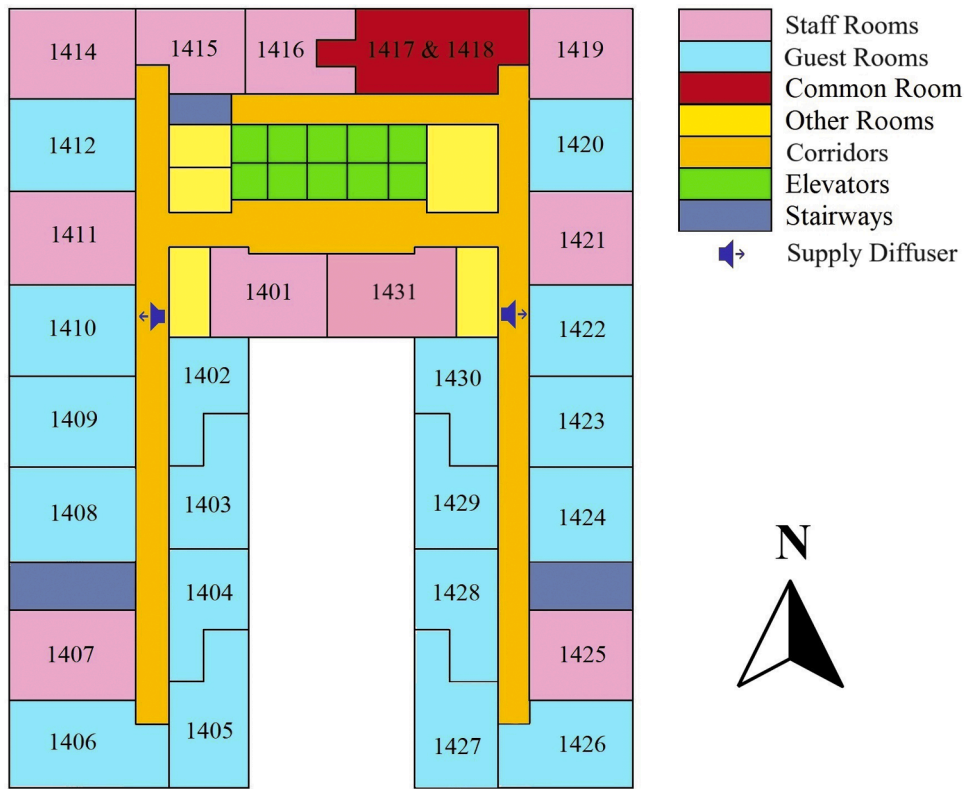 1414
1415
1416
1417 & 1418
1419
Staff Rooms
Guest Rooms
Common Room
Other Rooms
Corridors
Elevators
Stairways
Supply Diffuser
1412
1420
1411
1421
1401
1431
1410
1422
1402
1430
1409
1423
1403
1429
1408
1424
1404
1428
1407
1425
1405
1427
1406
1426
N